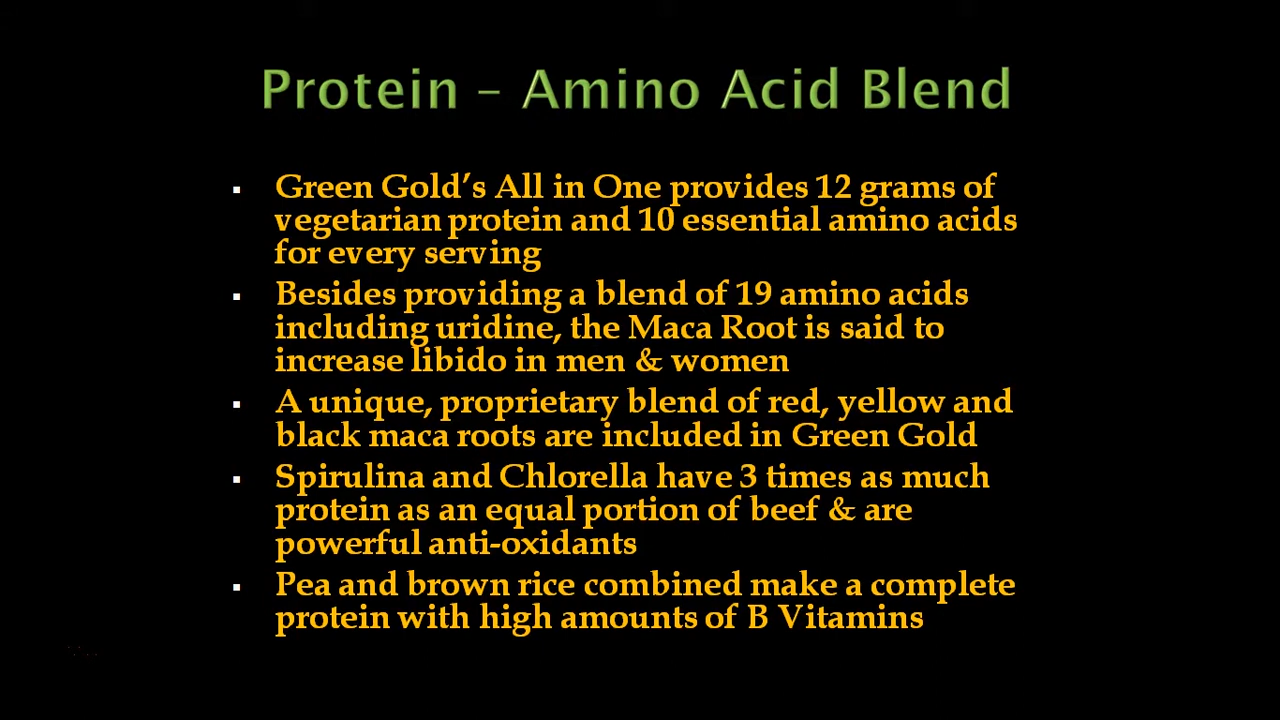 Protein – Amino Acid Blend
▪ Green Gold’s All in One provides 12 grams of
vegetarian protein and 10 essential amino acids
for every serving
▪ Besides providing a blend of 19 amino acids
including uridine, the Maca Root is said to
increase libido in men & women
▪ A unique, proprietary blend of red, yellow and
black maca roots are included in Green Gold
▪ Spirulina and Chlorella have 3 times as much
protein as an equal portion of beef & are
powerful anti-oxidants
▪ Pea and brown rice combined make a complete
protein with high amounts of B Vitamins